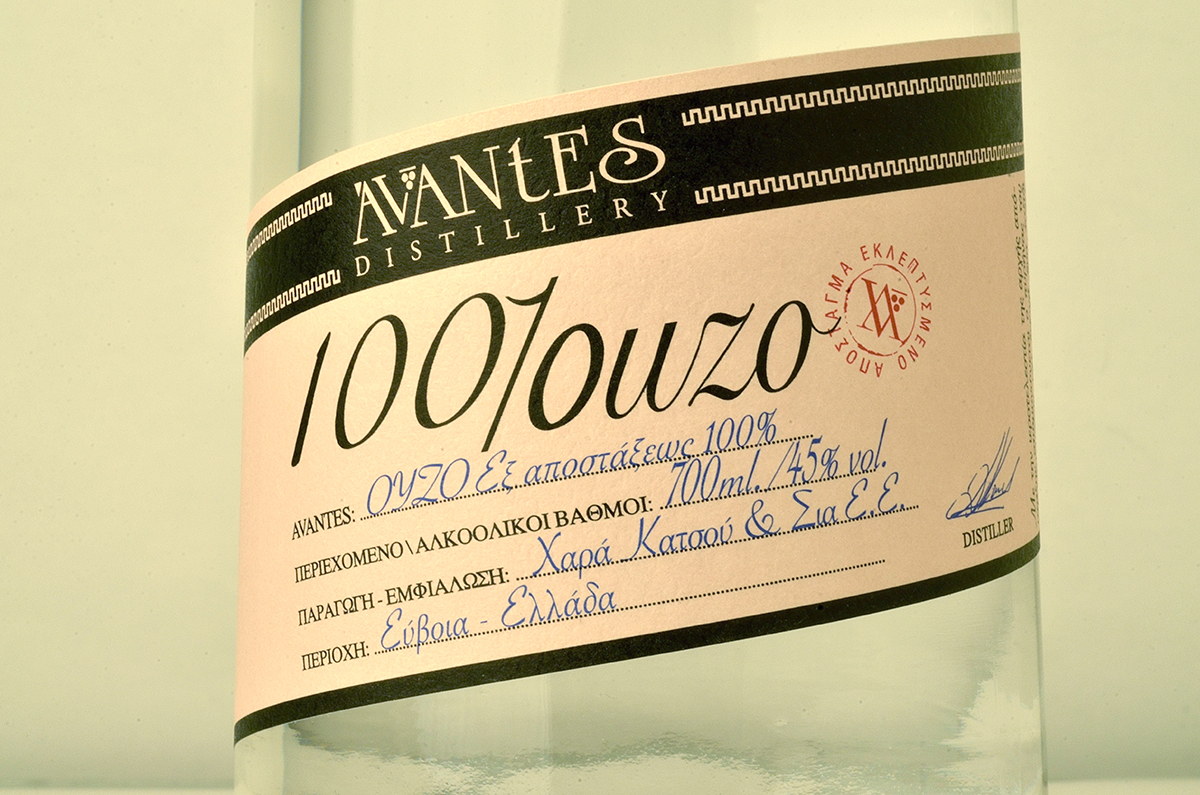 AVANTES
DISTILLERY
100/ouzo
ΑΠΟΣΤΑΓΜΑ ΕΚΛΕΠΤΥΣΜΕΝΟ
AVANTES: ΟΥΖΟ Εξ αποστάξεως 100%
ΠΕΡΙΕΧΟΜΕΝΟ \ ΑΛΚΟΟΛΙΚΟΙ ΒΑΘΜΟΙ: 700ml. /45% vol.
ΠΑΡΑΓΩΓΗ - ΕΜΦΙΑΛΩΣΗ: Χαρά Κατσού & Σια Ε.Ε.
ΠΕΡΙΟΧΗ: Εύβοια - Ελλάδα
DISTILLER